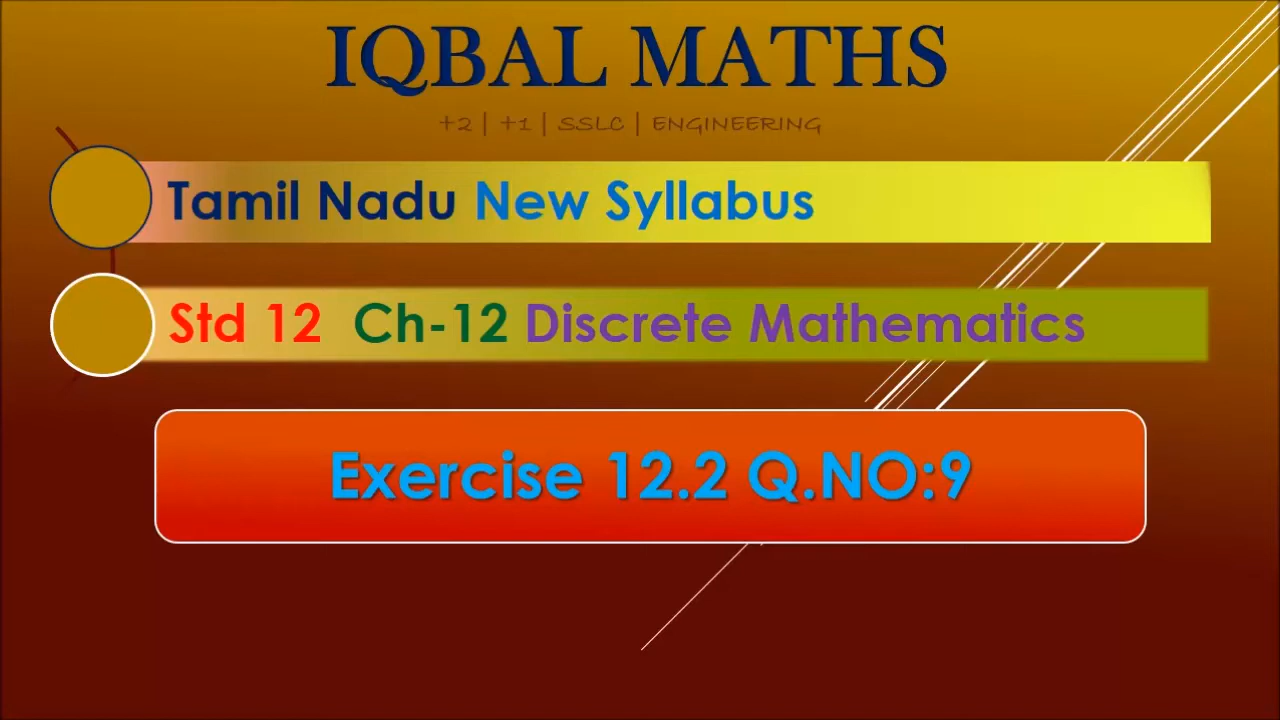 IQBAL MATHS
+2 | +1 | SSLC | ENGINEERING
Tamil Nadu New Syllabus
Std 12 Ch-12 Discrete Mathematics
Exercise 12.2 Q.NO:9